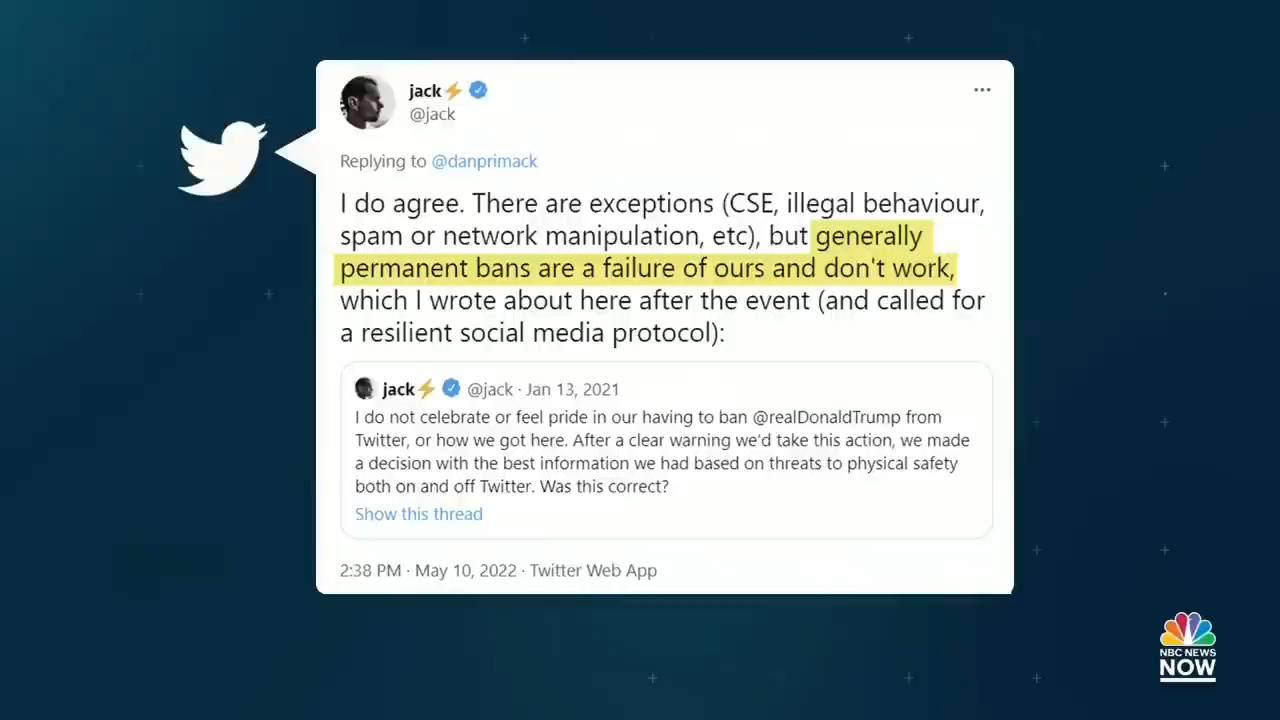 jack⚡
@jack
Replying to @danprimack
I do agree. There are exceptions (CSE, illegal behaviour,
spam or network manipulation, etc), but generally
permanent bans are a failure of ours and don't work,
which I wrote about here after the event (and called for
a resilient social media protocol):
jack⚡ @jack · Jan 13, 2021
I do not celebrate or feel pride in our having to ban @realDonaldTrump from
Twitter, or how we got here. After a clear warning we'd take this action, we made
a decision with the best information we had based on threats to physical safety
both on and off Twitter. Was this correct?
Show this thread
2:38 PM · May 10, 2022 · Twitter Web App
NBC NEWS
NOW